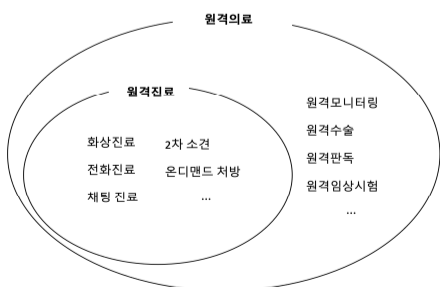 원격의료
원격진료
화상진료
전화진료
채팅 진료
2차 소견
온디맨드 처방
...
원격모니터링
원격수술
원격판독
원격임상시험
...